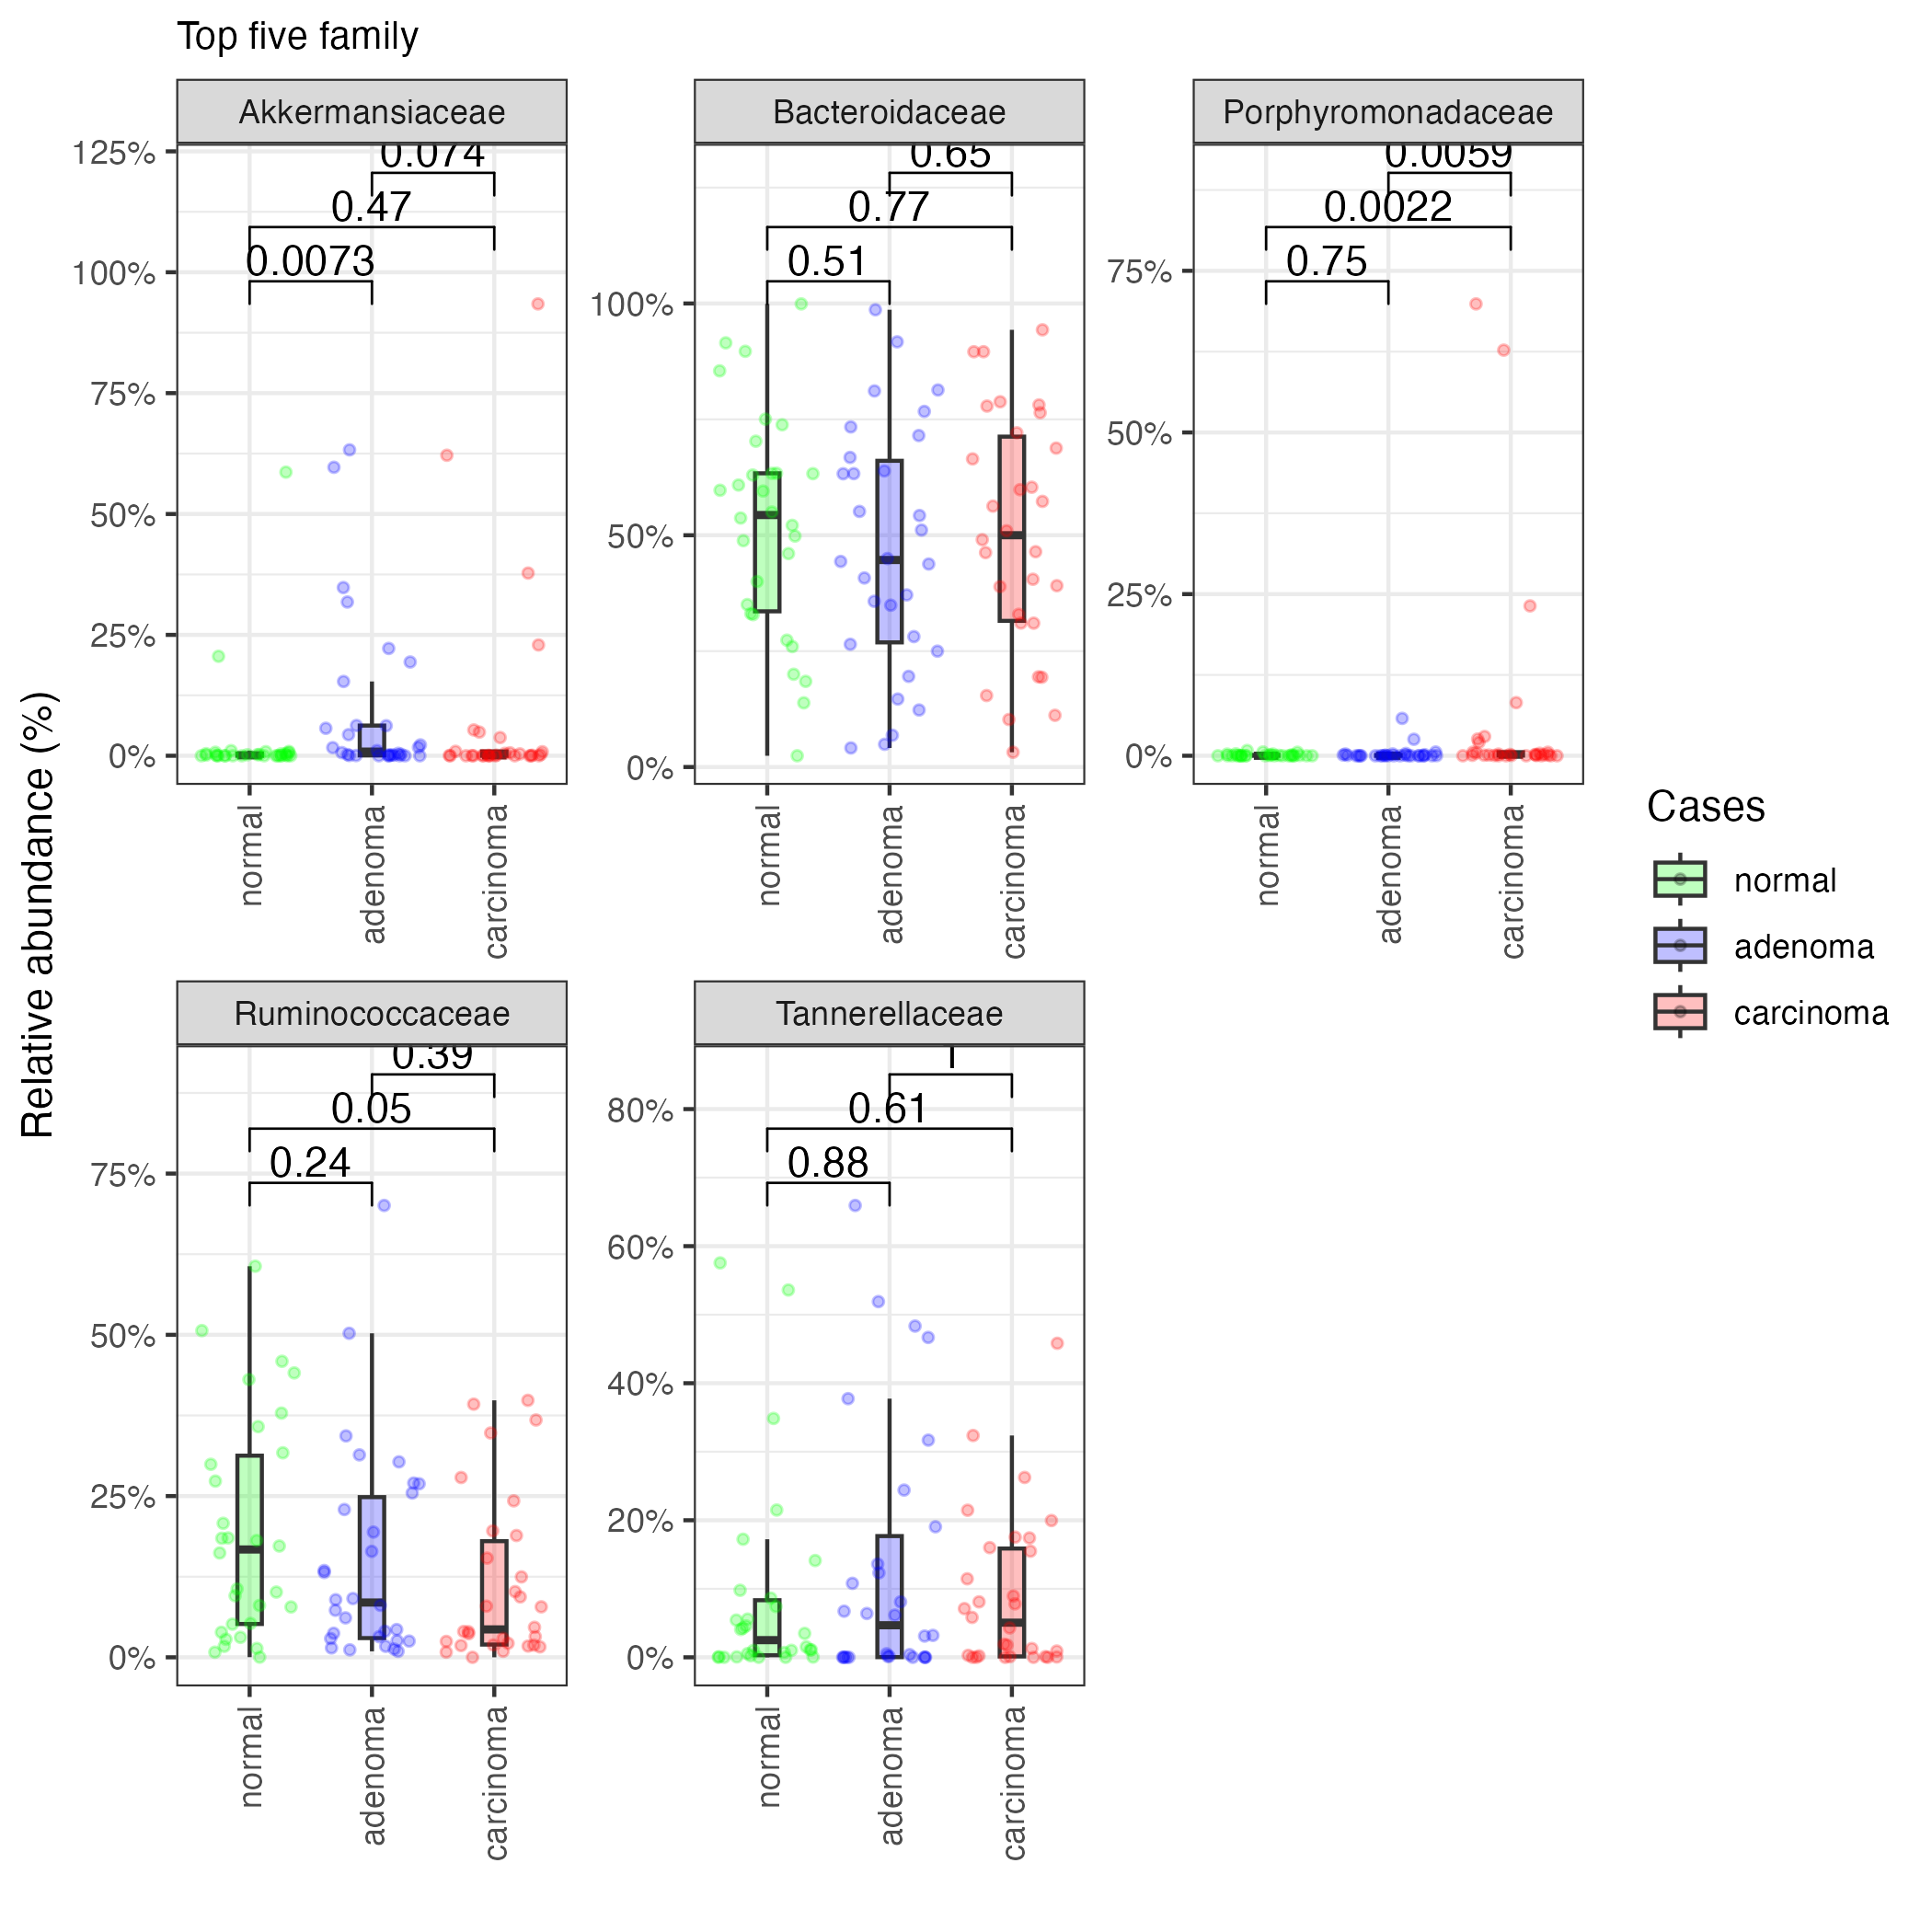 Top five family
Akkermansiaceae
Bacteroidaceae
Porphyromonadaceae
125%
100%
75%
50%
25%
0%
0.074
0.47
0.0073
100%
50%
0%
0.65
0.77
0.51
75%
50%
25%
0%
0.0059
0.0022
0.75
normal
adenoma
carcinoma
normal
adenoma
carcinoma
normal
adenoma
carcinoma
Relative abundance (%)
Cases
normal
adenoma
carcinoma
Ruminococcaceae
Tannerellaceae
75%
50%
25%
0%
0.39
0.05
0.24
80%
60%
40%
20%
0%
0.61
0.88
normal
adenoma
carcinoma
normal
adenoma
carcinoma